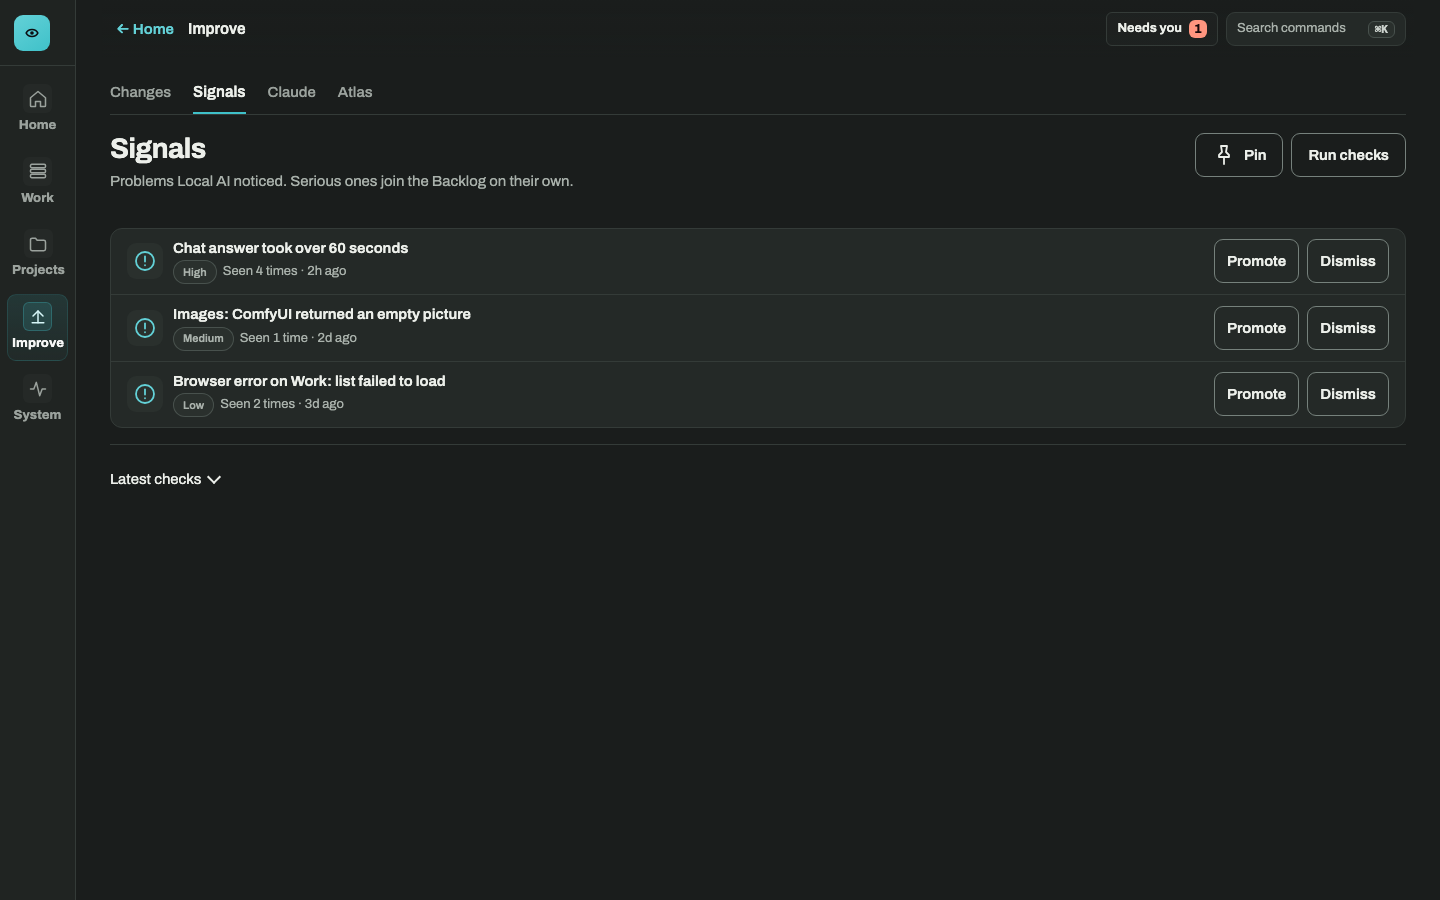 ← Home Improve
Needs you 1
Search commands ⌘K
Home
Work
Projects
Improve
System
Changes Signals Claude Atlas
Signals
Problems Local AI noticed. Serious ones join the Backlog on their own.
Pin
Run checks
Chat answer took over 60 seconds
High Seen 4 times · 2h ago
Promote Dismiss
Images: ComfyUI returned an empty picture
Medium Seen 1 time · 2d ago
Promote Dismiss
Browser error on Work: list failed to load
Low Seen 2 times · 3d ago
Promote Dismiss
Latest checks